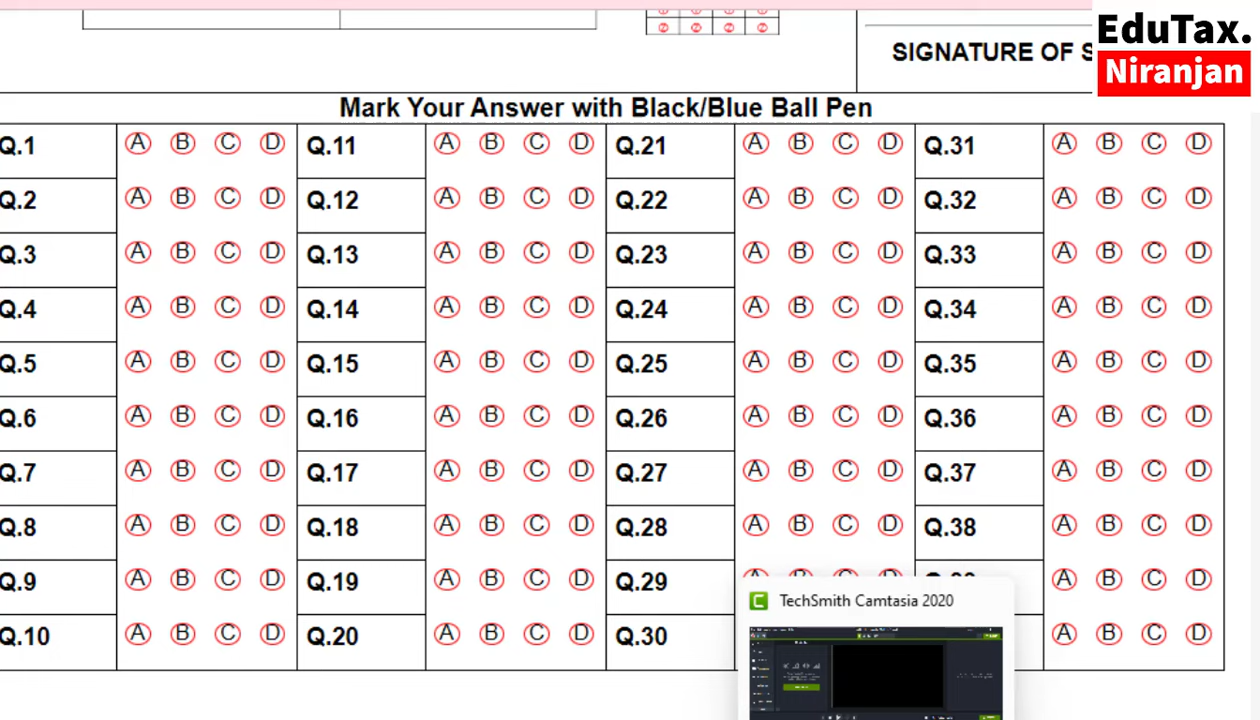 EduTax.
Niranjan
SIGNATURE OF S
Mark Your Answer with Black/Blue Ball Pen
Q.1 A B C D Q.11 A B C D Q.21 A B C D Q.31 A B C D
Q.2 A B C D Q.12 A B C D Q.22 A B C D Q.32 A B C D
Q.3 A B C D Q.13 A B C D Q.23 A B C D Q.33 A B C D
Q.4 A B C D Q.14 A B C D Q.24 A B C D Q.34 A B C D
Q.5 A B C D Q.15 A B C D Q.25 A B C D Q.35 A B C D
Q.6 A B C D Q.16 A B C D Q.26 A B C D Q.36 A B C D
Q.7 A B C D Q.17 A B C D Q.27 A B C D Q.37 A B C D
Q.8 A B C D Q.18 A B C D Q.28 A B C D Q.38 A B C D
Q.9 A B C D Q.19 A B C D Q.29 A B C D
Q.10 A B C D Q.20 A B C D Q.30 A B C D
TechSmith Camtasia 2020